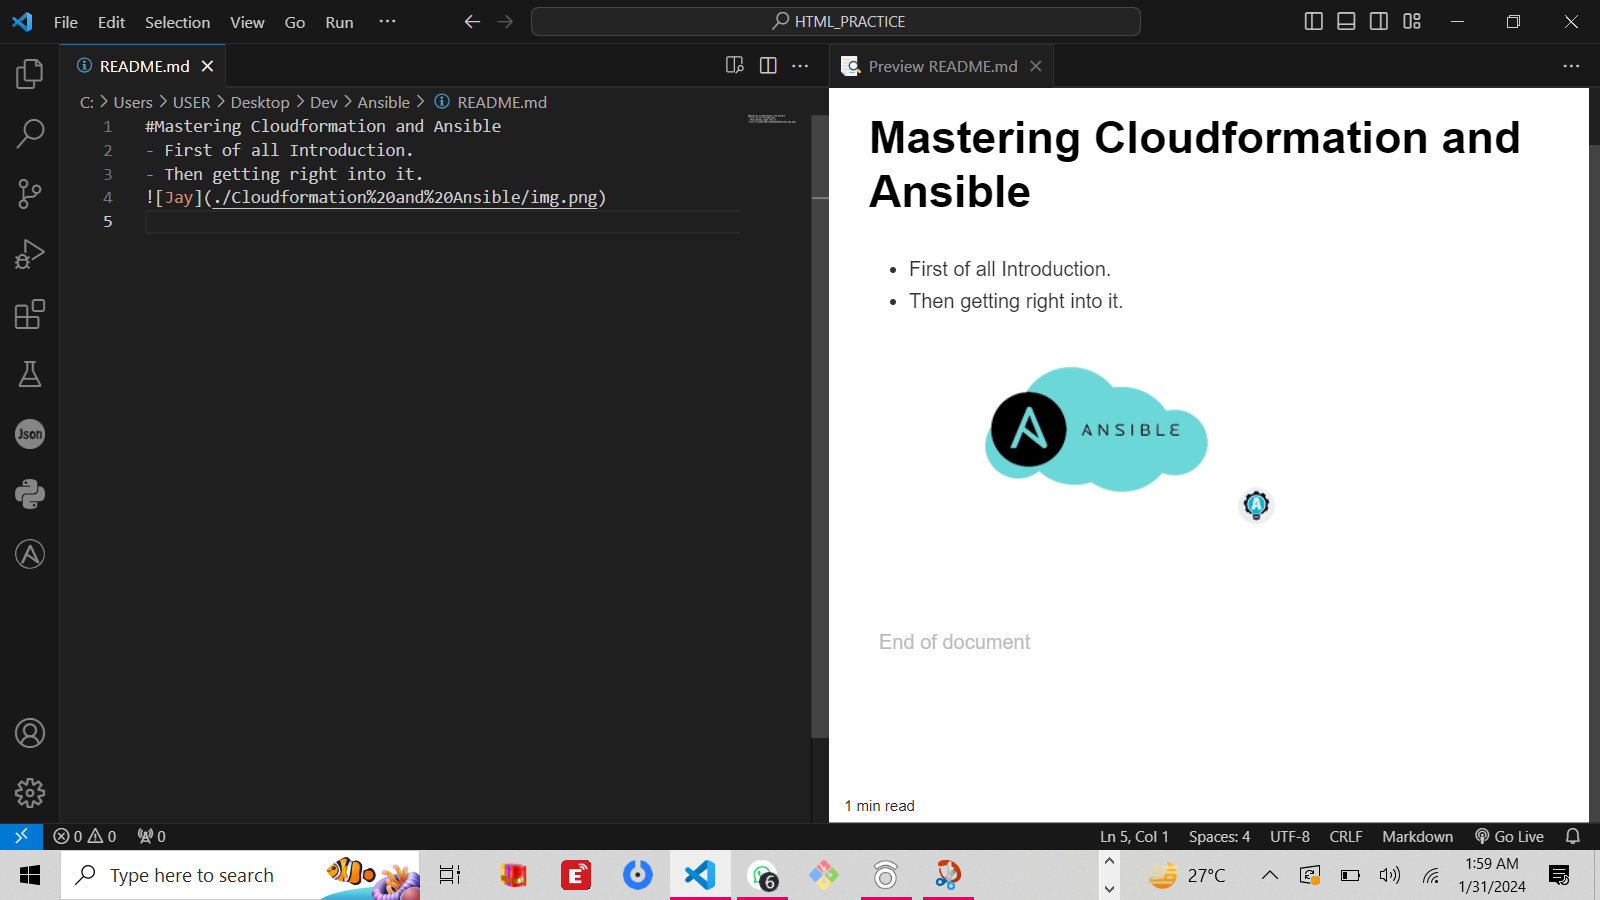 File Edit Selection View Go Run ··· HTML_PRACTICE
README.md
Preview README.md
C: > Users > USER > Desktop > Dev > Ansible > README.md
1 #Mastering Cloudformation and Ansible
2 - First of all Introduction.
3 - Then getting right into it.
4 ![Jay](./Cloudformation%20and%20Ansible/img.png)
5
Mastering Cloudformation and
Ansible
• First of all Introduction.
• Then getting right into it.
ANSIBLE
A
End of document
1 min read
Json
0 0 0 Ln 5, Col 1 Spaces: 4 UTF-8 CRLF Markdown Go Live
Type here to search
E
6
27°C
1:59 AM
1/31/2024